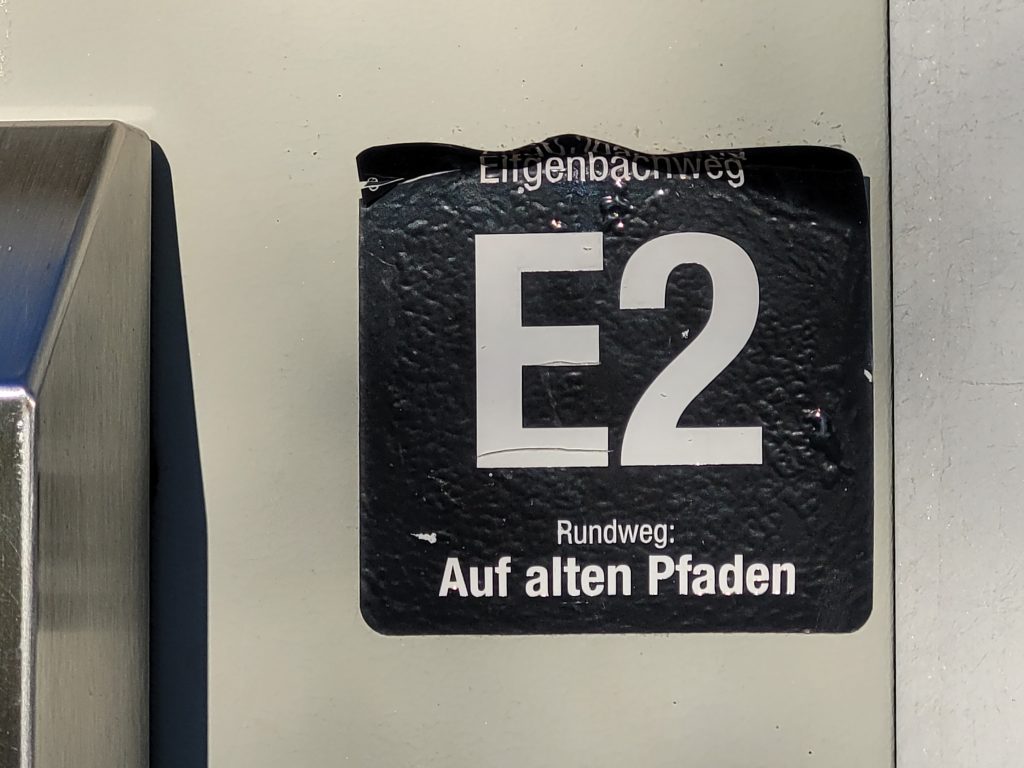 Eifgenbachweg
E2
Rundweg:
Auf alten Pfaden